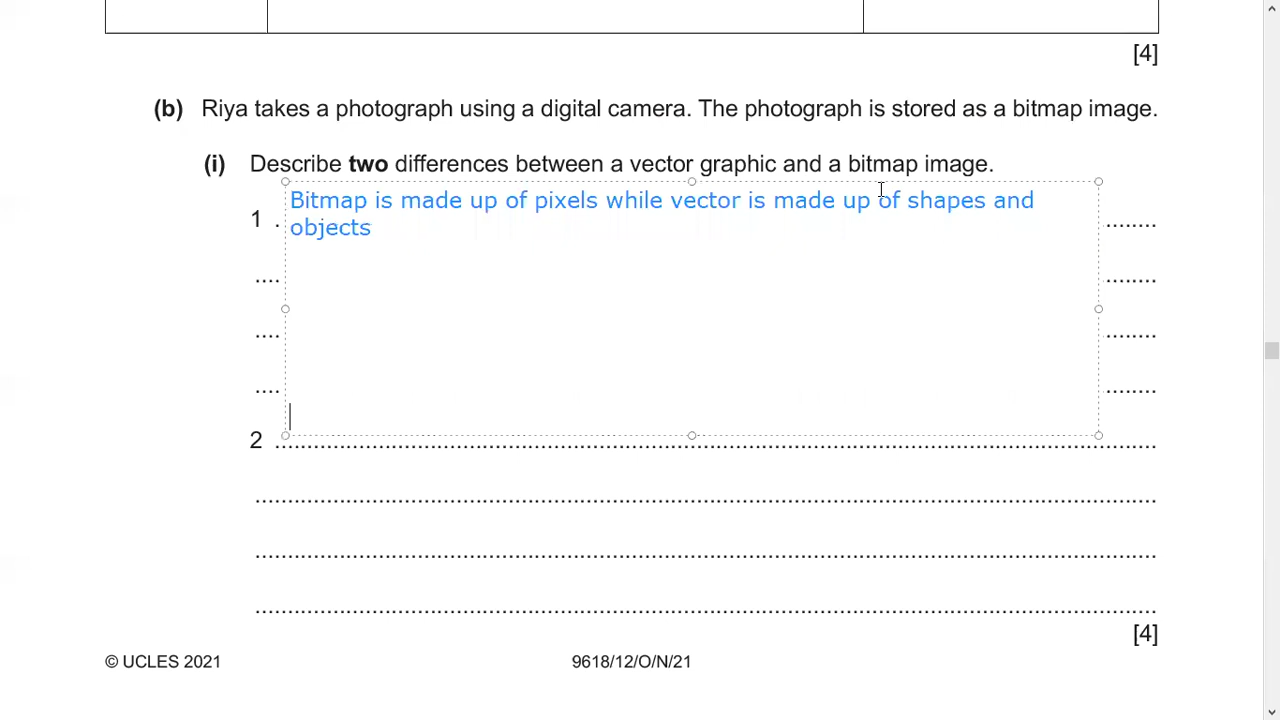 [4]
(b) Riya takes a photograph using a digital camera. The photograph is stored as a bitmap image.
(i) Describe two differences between a vector graphic and a bitmap image.
Bitmap is made up of pixels while vector is made up of shapes and
1 . ........
objects
.... ........
.... ........
.... ........
2 ......................................................................................................................................
..........................................................................................................................................
..........................................................................................................................................
..........................................................................................................................................
[4]
© UCLES 2021 9618/12/O/N/21